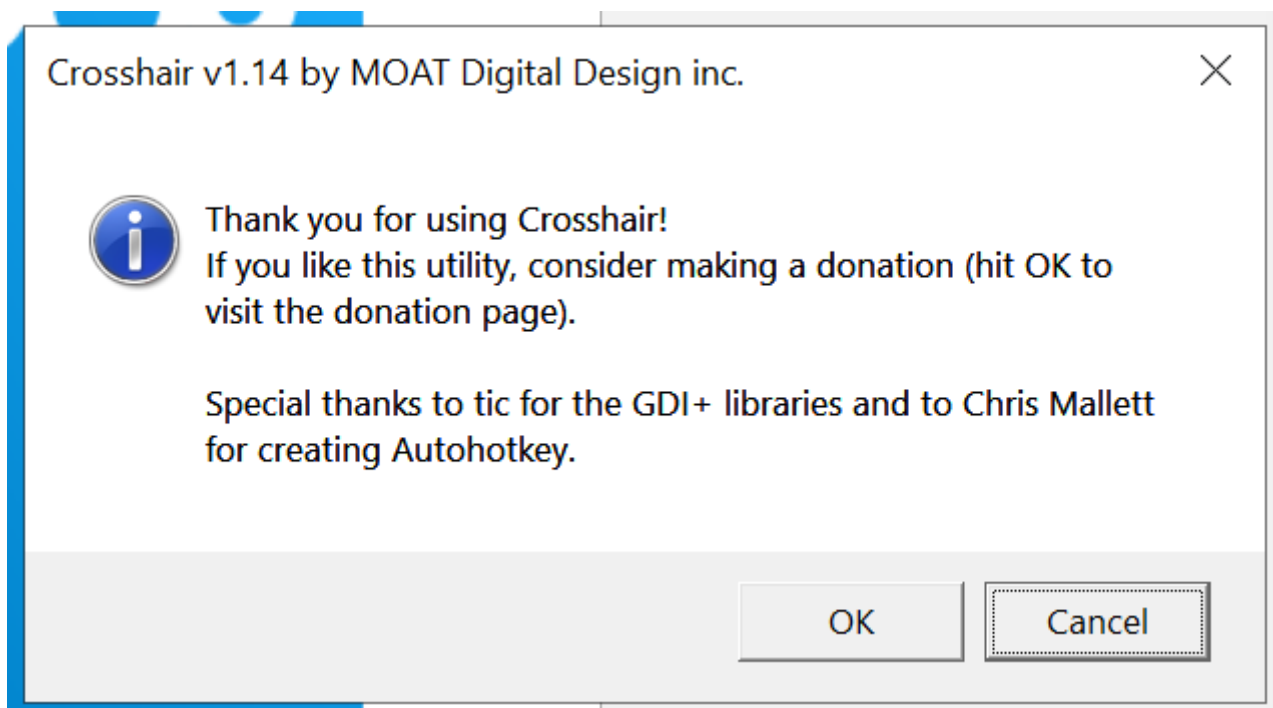 Crosshair v1.14 by MOAT Digital Design inc.
Thank you for using Crosshair!
If you like this utility, consider making a donation (hit OK to
visit the donation page).
Special thanks to tic for the GDI+ libraries and to Chris Mallett
for creating Autohotkey.
OK
Cancel